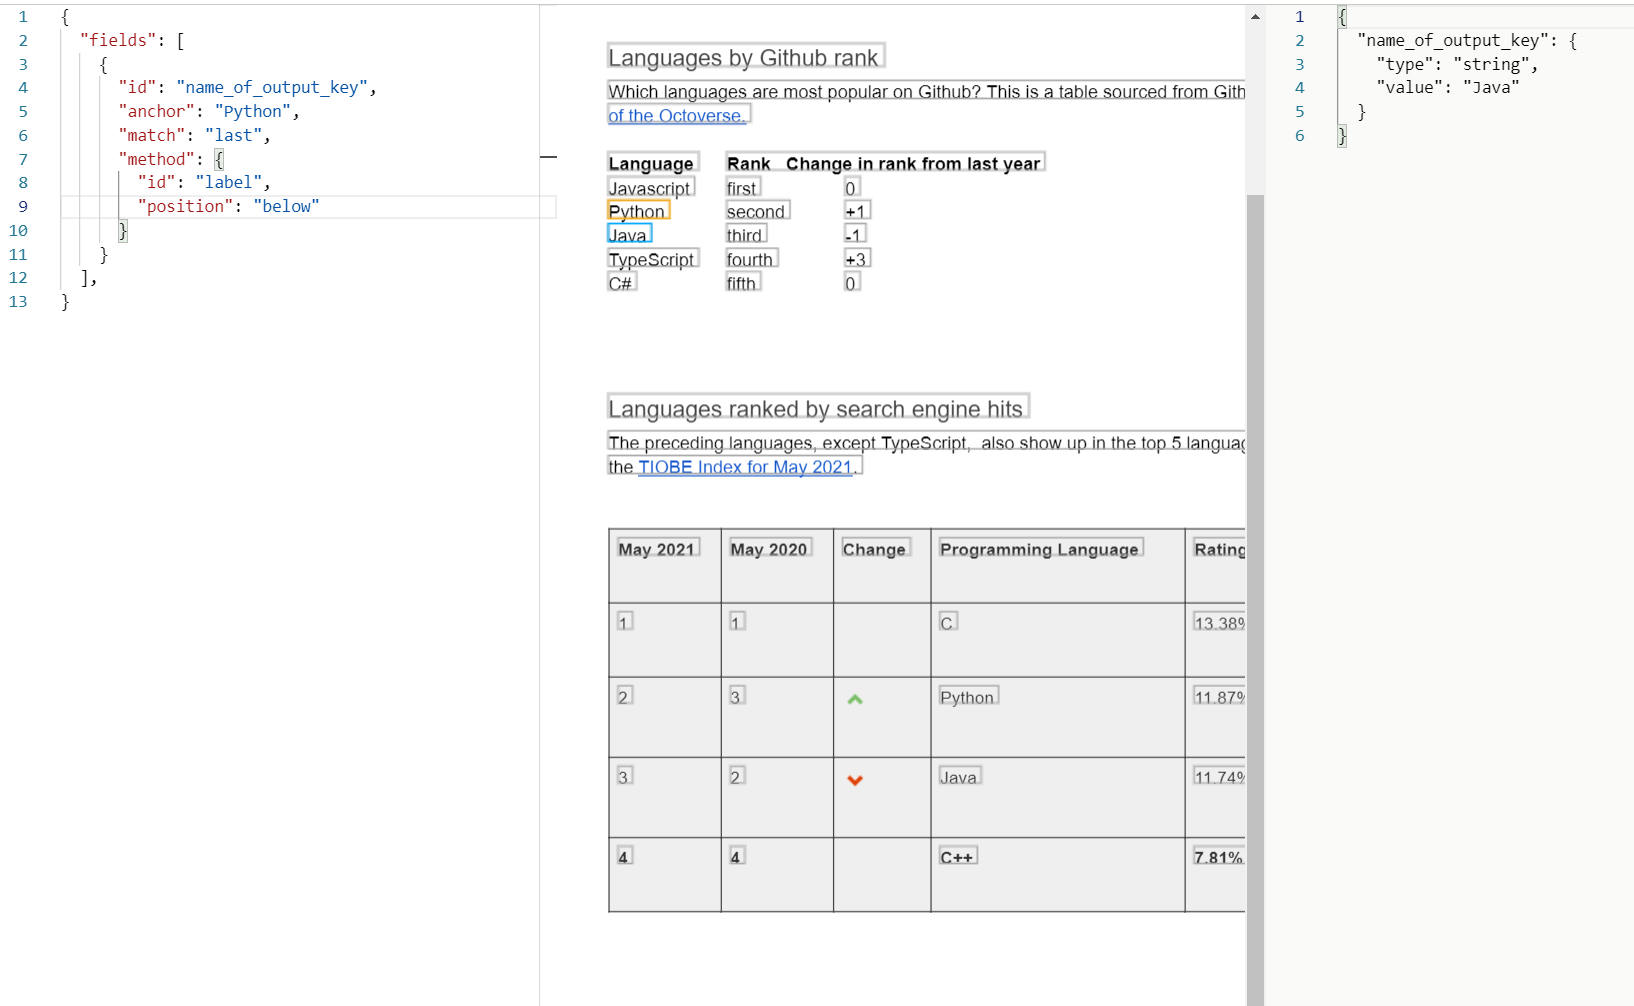 1 {
2 "fields": [
3 {
4 "id": "name_of_output_key",
5 "anchor": "Python",
6 "match": "last",
7 "method": {
8 "id": "label",
9 "position": "below"
10 }
11 }
12 ],
13 }
Languages by Github rank
Which languages are most popular on Github? This is a table sourced from Gith
of the Octoverse.
Language Rank Change in rank from last year
Javascript first 0
Python second +1
Java third -1
TypeScript fourth +3
C# fifth 0
Languages ranked by search engine hits
The preceding languages, except TypeScript, also show up in the top 5 languag
the TIOBE Index for May 2021.
May 2021 May 2020 Change Programming Language Rating
1 1 C 13.38%
2 3 Python 11.87%
3 2 Java 11.74%
4 4 C++ 7.81%
1 {
2 "name_of_output_key": {
3 "type": "string",
4 "value": "Java"
5 }
6 }